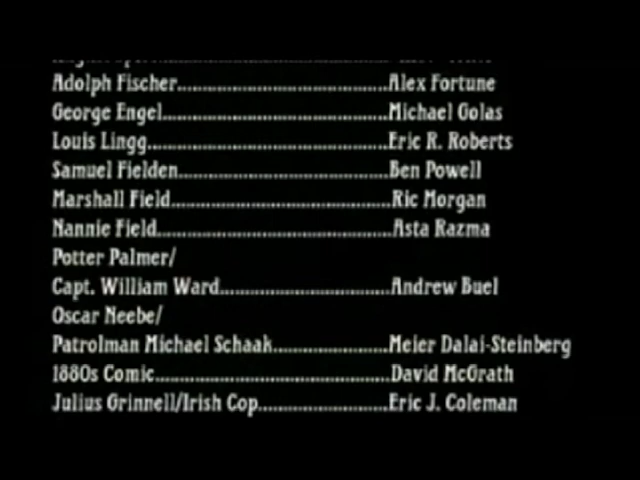 Adolph Fischer........................................Alex Fortune
George Engel...........................................Michael Golas
Louis Lingg..............................................Eric R. Roberts
Samuel Fielden........................................Ben Powell
Marshall Field..........................................Ric Morgan
Nannie Field.............................................Asta Razma
Potter Palmer/
Capt. William Ward................................Andrew Buel
Oscar Neebe/
Patrolman Michael Schaak......................Meier Dalai-Steinberg
1880s Comic.............................................David McGrath
Julius Grinnell/Irish Cop.........................Eric J. Coleman